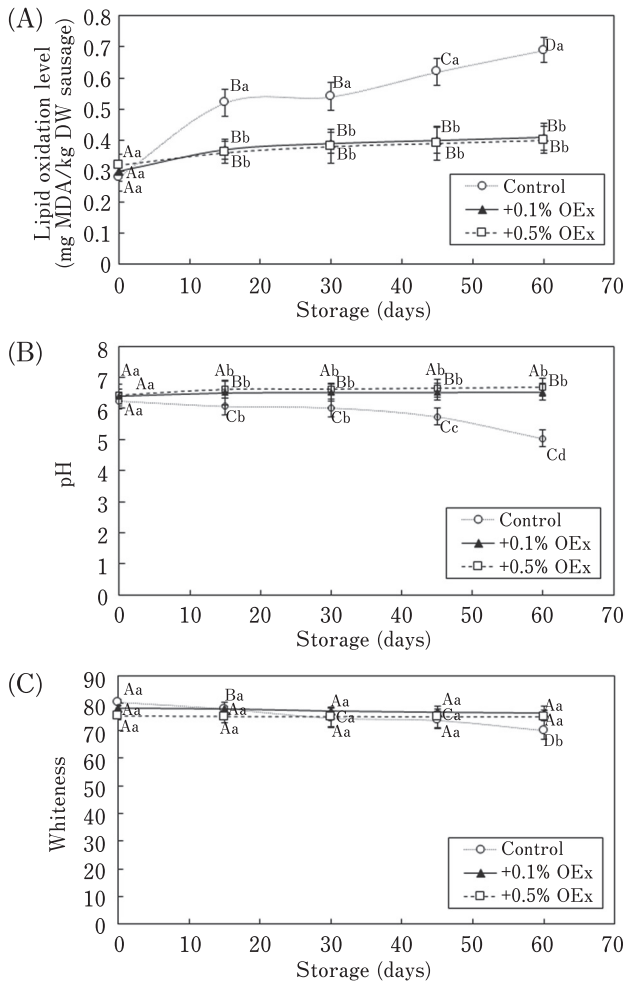 (A)
Lipid oxidation level
(mg MDA/kg DW sausage)
0.8
0.7
0.6
0.5
0.4
0.3
0.2
0.1
0
Aa
Aa
Aa
Ba
Bb
Bb
Ba
Bb
Bb
Ca
Bb
Bb
Da
Bb
Bb
Control
+0.1% OEx
+0.5% OEx
0 10 20 30 40 50 60 70
Storage (days)
(B)
pH
8
7
6
5
4
3
2
1
0
Aa
Aa
Aa
Ab
Bb
Cb
Ab
Bb
Cb
Ab
Bb
Cc
Ab
Bb
Cd
Control
+0.1% OEx
+0.5% OEx
0 10 20 30 40 50 60 70
Storage (days)
(C)
Whiteness
90
80
70
60
50
40
30
20
10
0
Aa
Aa
Aa
Ba
Aa
Aa
Aa
Ca
Aa
Aa
Ca
Aa
Aa
Aa
Db
Control
+0.1% OEx
+0.5% OEx
0 10 20 30 40 50 60 70
Storage (days)